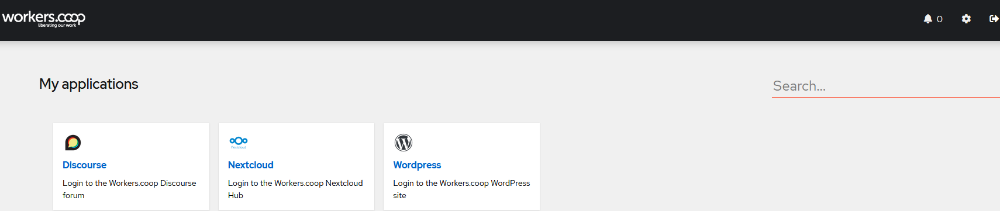 workers.coop
liberating our work
0
My applications
Search...
Discourse
Login to the Workers.coop Discourse
forum
Nextcloud
Nextcloud
Login to the Workers.coop Nextcloud
Hub
Wordpress
Login to the Workers.coop WordPress
site